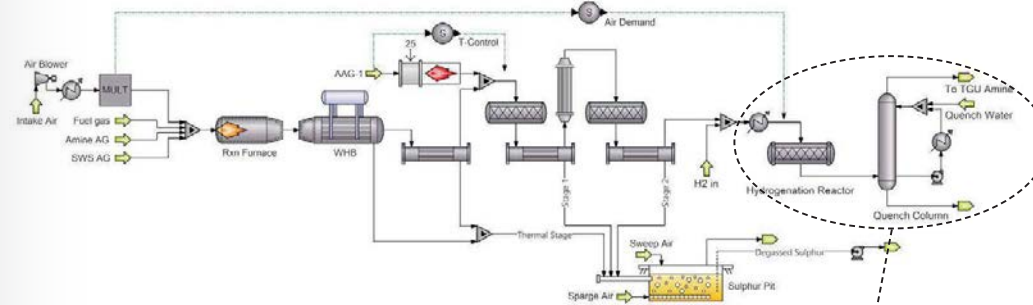 Air Demand
25
T-Control
Air Blower
AAG-1
MULT
Intake Air
Fuel gas
Amine AG
SWS AG
Rxn Furnace
WHB
To TGU Amine
Quench Water
H2 in
Hydrogenation Reactor
Stage 1
Stage 2
Quench Column
Thermal Stage
Sweep Air
Degassed Sulphur
Sulphur Pit
Sparge Air
S
S